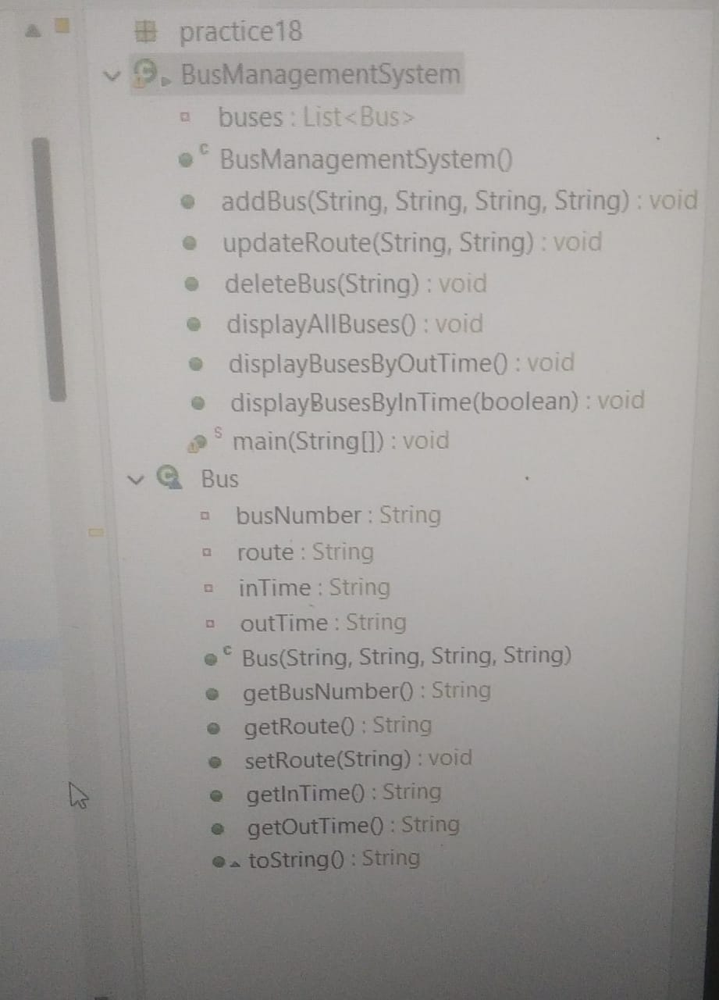 practice18
BusManagementSystem
buses : List<Bus>
C BusManagementSystem()
addBus(String, String, String, String) : void
updateRoute(String, String) : void
deleteBus(String) : void
displayAllBuses() : void
displayBusesByOutTime() : void
displayBusesByInTime(boolean) : void
S main(String[]) : void
Bus
busNumber : String
route : String
inTime : String
outTime : String
C Bus(String, String, String, String)
getBusNumber() : String
getRoute() : String
setRoute(String) : void
getInTime() : String
getOutTime() : String
toString() : String